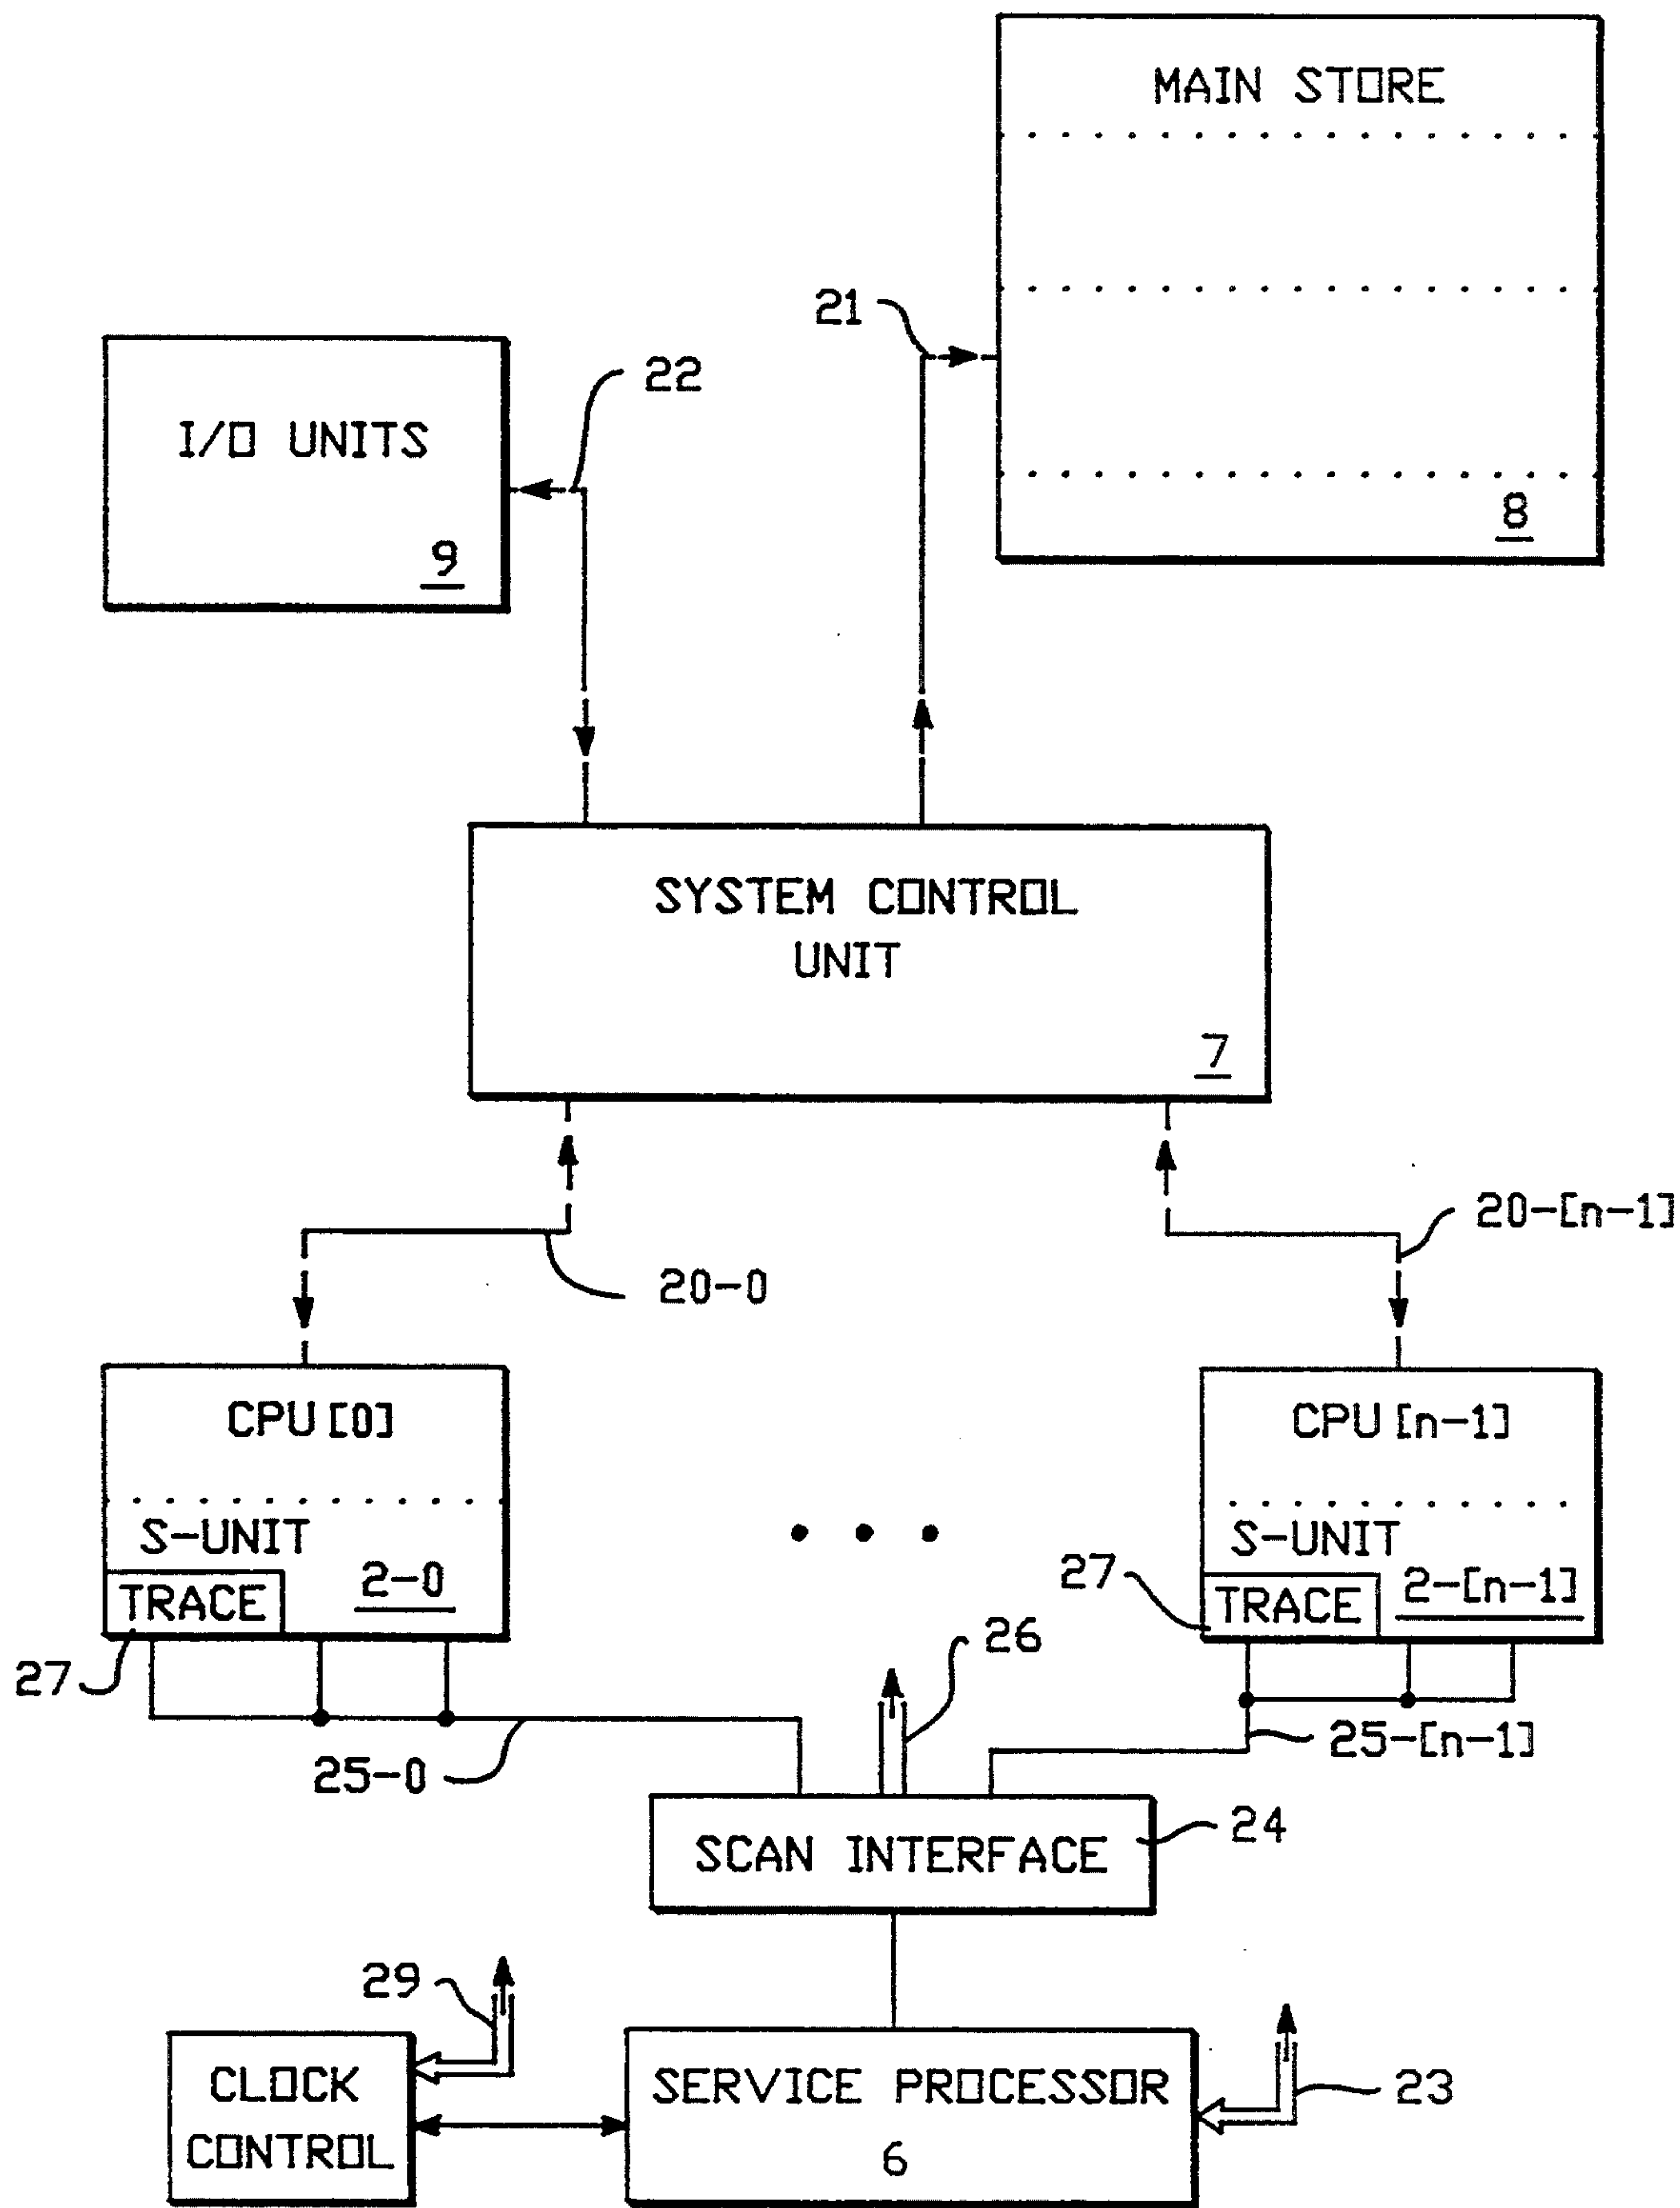 MAIN STORE
8
21
22
I/O UNITS
9
SYSTEM CONTROL
UNIT
7
20-0
20-[n-1]
CPU[0]
S-UNIT
2-0
TRACE
27
CPU[n-1]
S-UNIT
2-[n-1]
27
TRACE
25-0
26
25-[n-1]
SCAN INTERFACE
24
29
CLOCK
CONTROL
SERVICE PROCESSOR
6
23